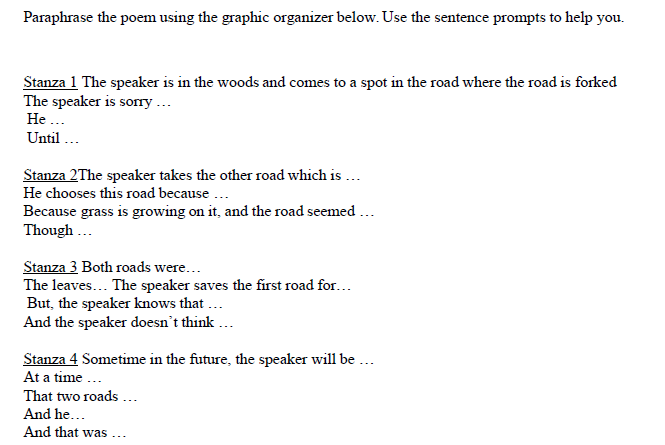 Paraphrase the poem using the graphic organizer below. Use the sentence prompts to help you.
Stanza 1 The speaker is in the woods and comes to a spot in the road where the road is forked
The speaker is sorry …
He …
Until …
Stanza 2The speaker takes the other road which is …
He chooses this road because …
Because grass is growing on it, and the road seemed …
Though …
Stanza 3 Both roads were…
The leaves… The speaker saves the first road for…
But, the speaker knows that …
And the speaker doesn’t think …
Stanza 4 Sometime in the future, the speaker will be …
At a time …
That two roads …
And he…
And that was …